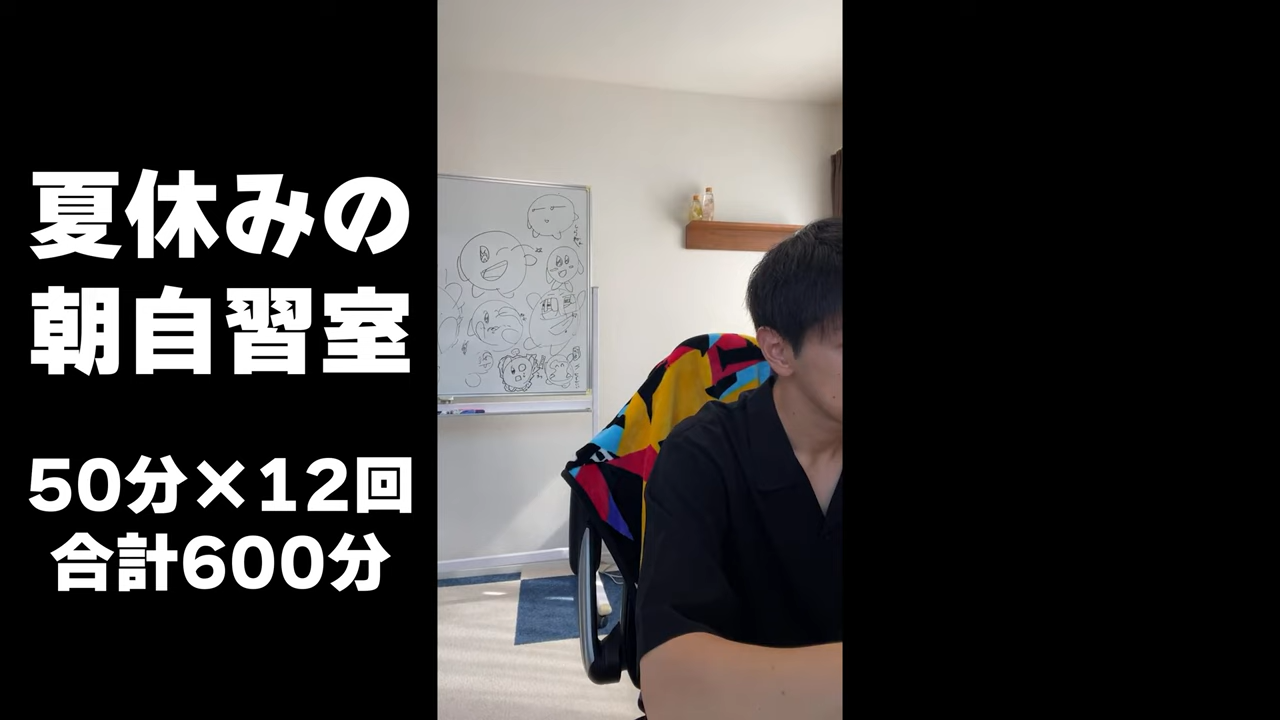 夏休みの
朝自習室
50分×12回
合計600分